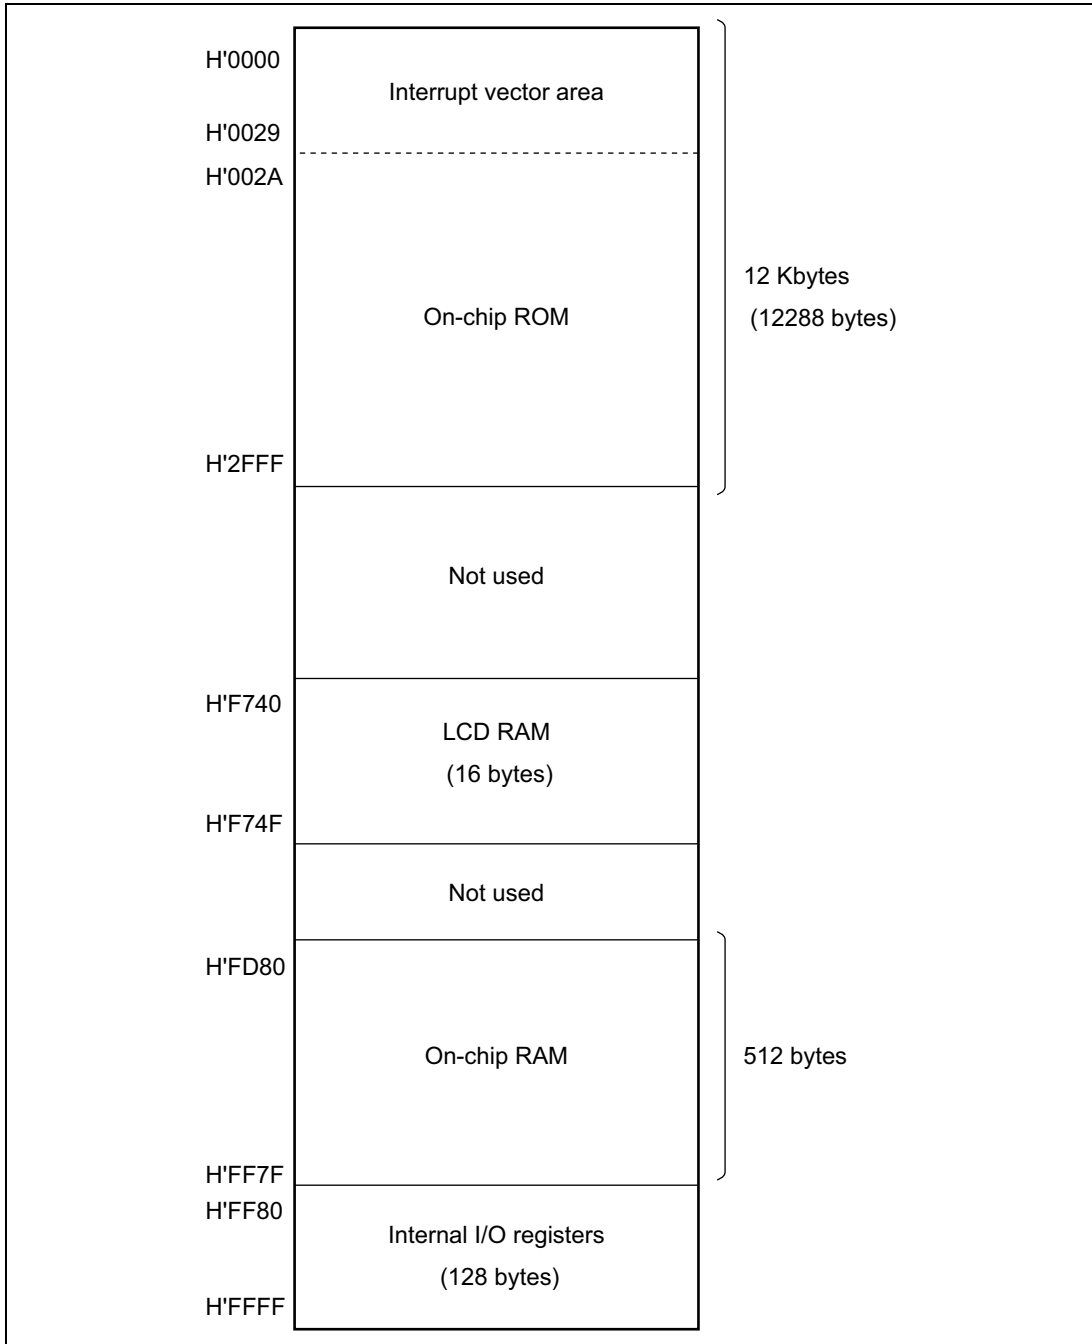 H'0000
Interrupt vector area
H'0029
H'002A
12 Kbytes
On-chip ROM
(12288 bytes)
H'2FFF
Not used
H'F740
LCD RAM
(16 bytes)
H'F74F
Not used
H'FD80
On-chip RAM
512 bytes
H'FF7F
H'FF80
Internal I/O registers
(128 bytes)
H'FFFF